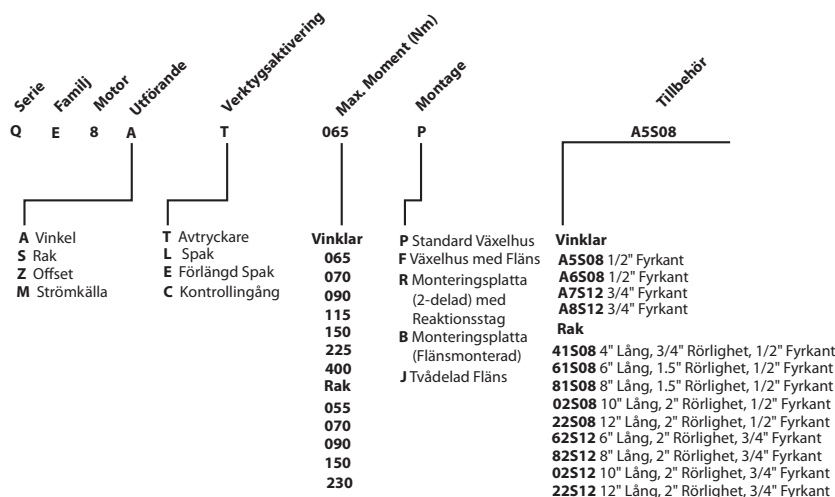 Serie Familj Motor Utförande Verktygsaktivering Max. Moment (Nm) Montage Tillbehör
Q E 8 A T 065 P A5S08
A Vinkel
S Rak
Z Offset
M Strömkälla
T Avtryckare
L Spak
E Förlängd Spak
C Kontrollingång
Vinklar
065
070
090
115
150
225
400
Rak
055
070
090
150
230
P Standard Växelhus
F Växelhus med Fläns
R Monteringsplatta
(2-delad) med
Reaktionsstag
B Monteringsplatta
(Flänsmonterad)
J Tvådelad Fläns
Vinklar
A5S08 1/2" Fyrkant
A6S08 1/2" Fyrkant
A7S12 3/4" Fyrkant
A8S12 3/4" Fyrkant
Rak
41S08 4" Lång, 3/4" Rörlighet, 1/2" Fyrkant
61S08 6" Lång, 1.5" Rörlighet, 1/2" Fyrkant
81S08 8" Lång, 1.5" Rörlighet, 1/2" Fyrkant
02S08 10" Lång, 2" Rörlighet, 1/2" Fyrkant
22S08 12" Lång, 2" Rörlighet, 1/2" Fyrkant
62S12 6" Lång, 2" Rörlighet, 3/4" Fyrkant
82S12 8" Lång, 2" Rörlighet, 3/4" Fyrkant
02S12 10" Lång, 2" Rörlighet, 3/4" Fyrkant
22S12 12" Lång, 2" Rörlighet, 3/4" Fyrkant